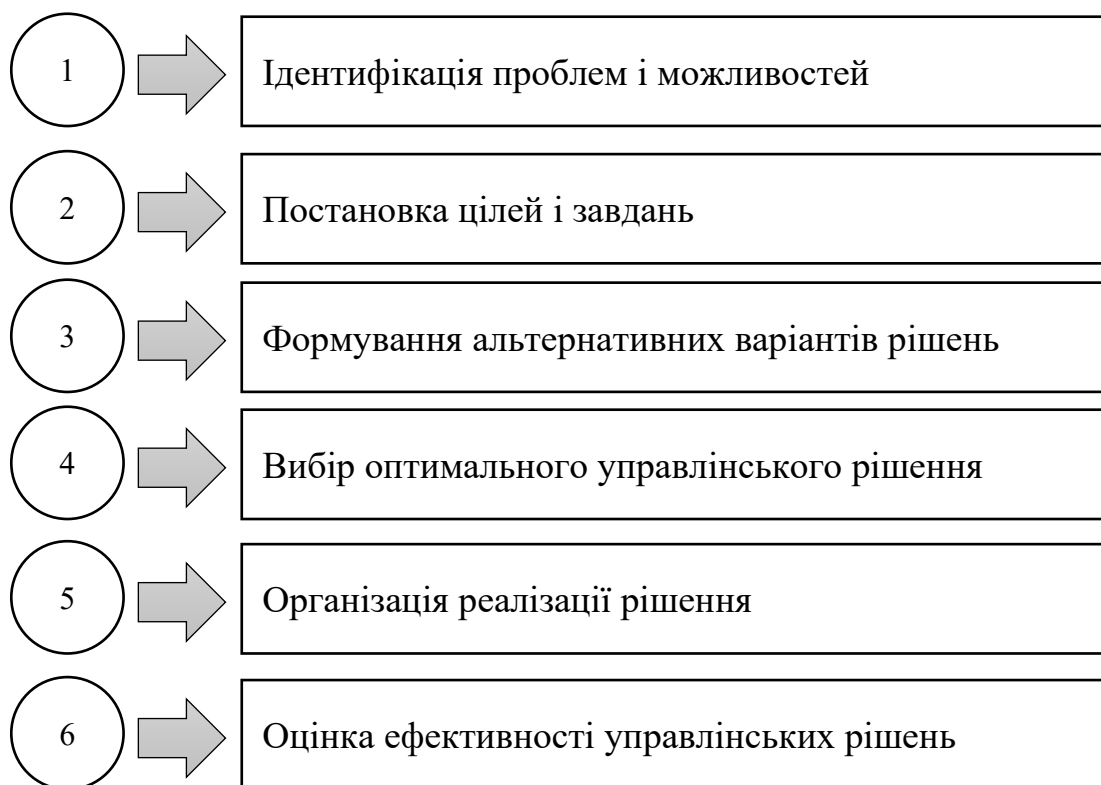 1 Ідентифікація проблем і можливостей
2 Постановка цілей і завдань
3 Формування альтернативних варіантів рішень
4 Вибір оптимального управлінського рішення
5 Організація реалізації рішення
6 Оцінка ефективності управлінських рішень